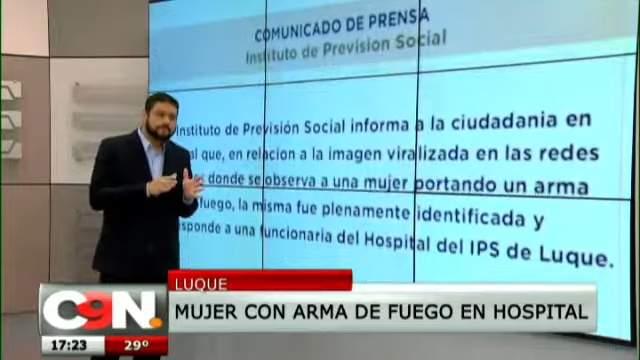 COMUNICADO DE PRENSA
Instituto de Prevision Social
Instituto de Previsión Social informa a la ciudadania en
al que, en relacion a la imagen viralizada en las redes
donde se observa a una mujer portando un arma
fuego, la misma fue plenamente identificada y
sponde a una funcionaria del Hospital del IPS de Luque.
LUQUE
C9N.
MUJER CON ARMA DE FUEGO EN HOSPITAL
17:23
29º